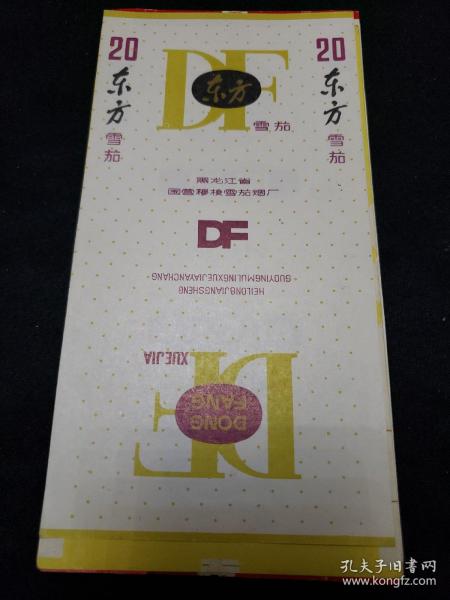 20
东方
雪茄
DF
东方
雪茄
20
东方
雪茄
黑龙江省
国营穆棱雪茄烟厂
DF
HEILONGJIANGSHENG
GUOYINGMULINGXUEJIAYANCHANG
XUEJIA
DF
DONG
FANG
孔夫子旧书网
www.kongfz.com